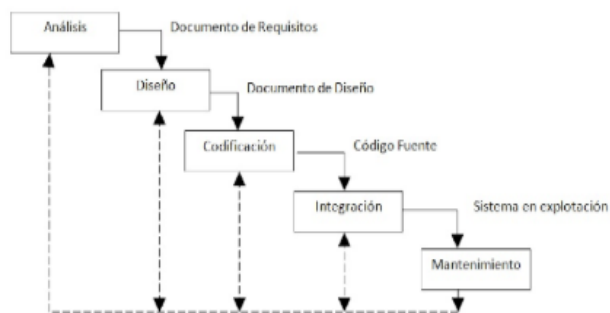 Análisis
Documento de Requisitos
Diseño
Documento de Diseño
Codificación
Código Fuente
Integración
Sistema en explotación
Mantenimiento